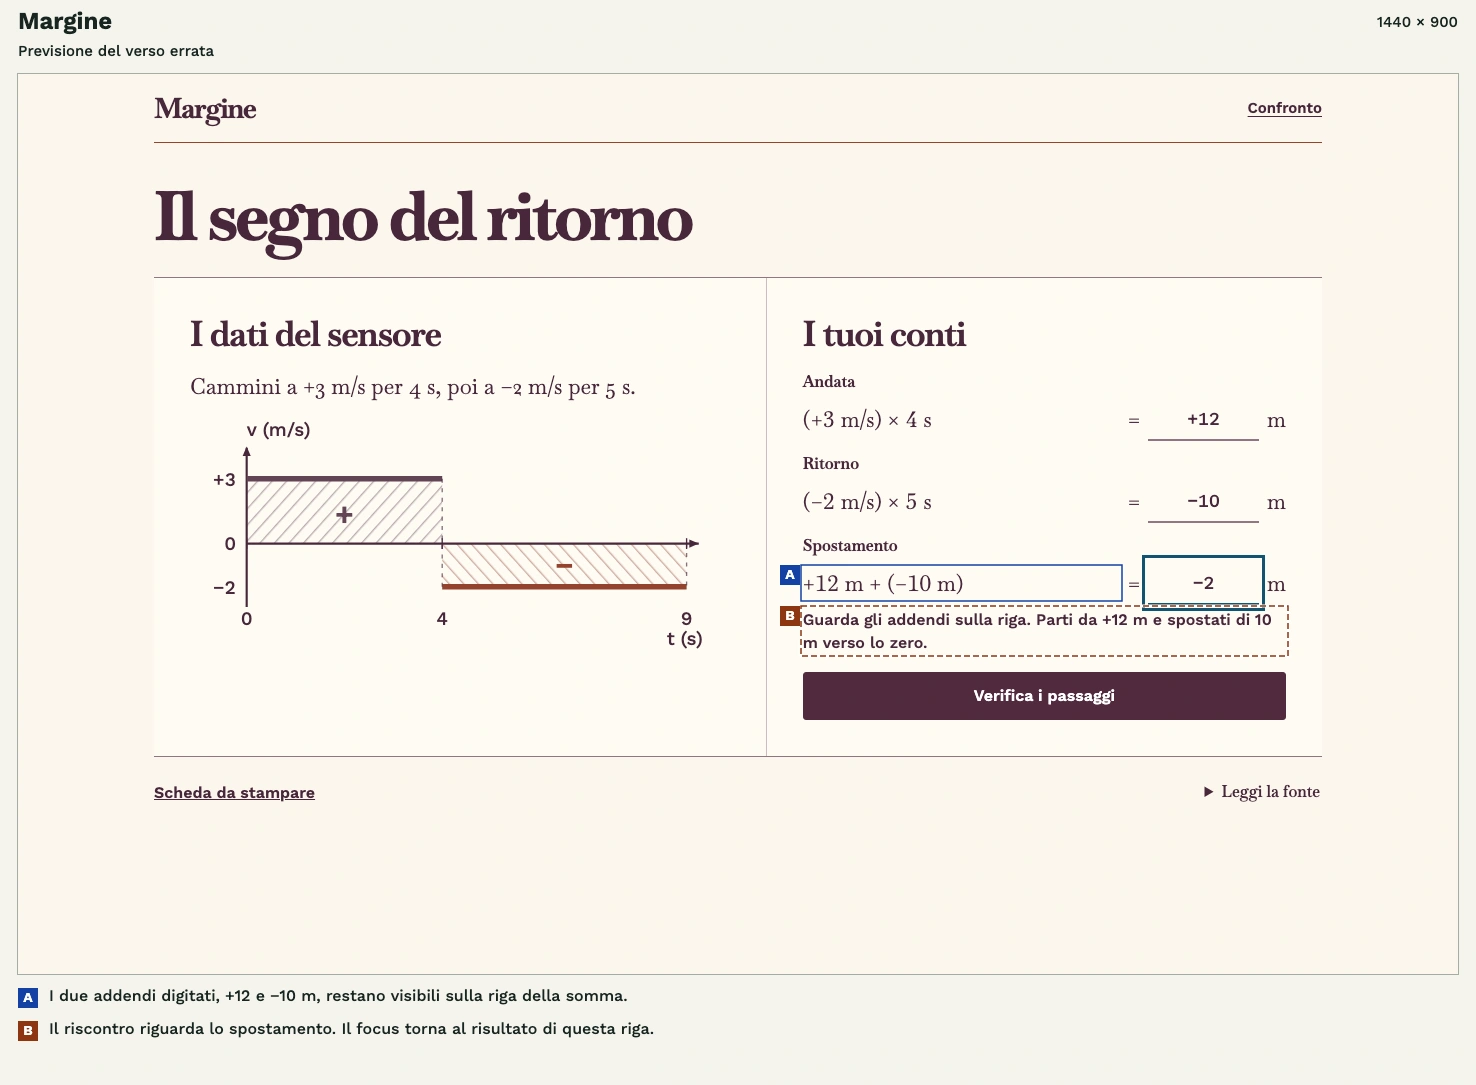 Margine
1440 × 900
Previsione del verso errata
Margine
Confronto
Il segno del ritorno
I dati del sensore
Cammini a +3 m/s per 4 s, poi a −2 m/s per 5 s.
v (m/s)
+3
+
0
−
−2
0
4
9
t (s)
I tuoi conti
Andata
(+3 m/s) × 4 s = +12 m
Ritorno
(−2 m/s) × 5 s = −10 m
Spostamento
A +12 m + (−10 m) = −2 m
B Guarda gli addendi sulla riga. Parti da +12 m e spostati di 10
m verso lo zero.
Verifica i passaggi
Scheda da stampare
▶ Leggi la fonte
A I due addendi digitati, +12 e −10 m, restano visibili sulla riga della somma.
B Il riscontro riguarda lo spostamento. Il focus torna al risultato di questa riga.